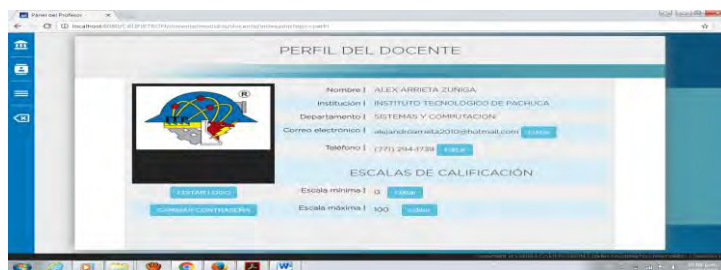 Panel del Profesor
PERFIL DEL DOCENTE
Nombre | ALEX ARRIETA ZUÑIGA
Institución | INSTITUTO TECNOLOGICO DE PACHUCA
Departamento | SISTEMAS Y COMPUTACION
Correo electrónico | alejandroarrieta2010@hotmail.com Editar
Teléfono | (771) 294-1739 Editar
ESCALAS DE CALIFICACIÓN
EDITAR LOGO
Escala mínima | 0 Editar
CAMBIAR CONTRASEÑA
Escala máxima | 100 Editar
ITP
®